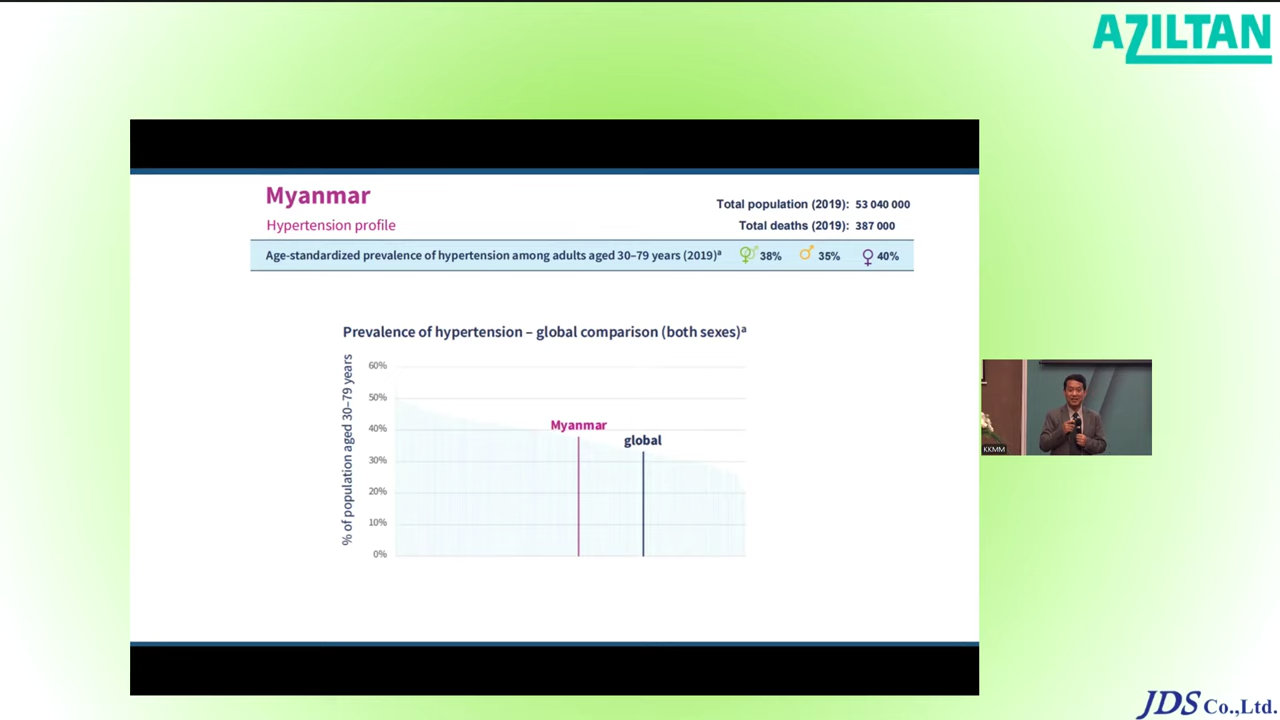 AZILTAN
Myanmar
Hypertension profile
Total population (2019): 53 040 000
Total deaths (2019): 387 000
Age-standardized prevalence of hypertension among adults aged 30–79 years (2019)ᵃ 38% 35% 40%
Prevalence of hypertension – global comparison (both sexes)ᵃ
% of population aged 30–79 years
60%
50%
40%
30%
20%
10%
0%
Myanmar
global
KKMM
JDS Co.,Ltd.